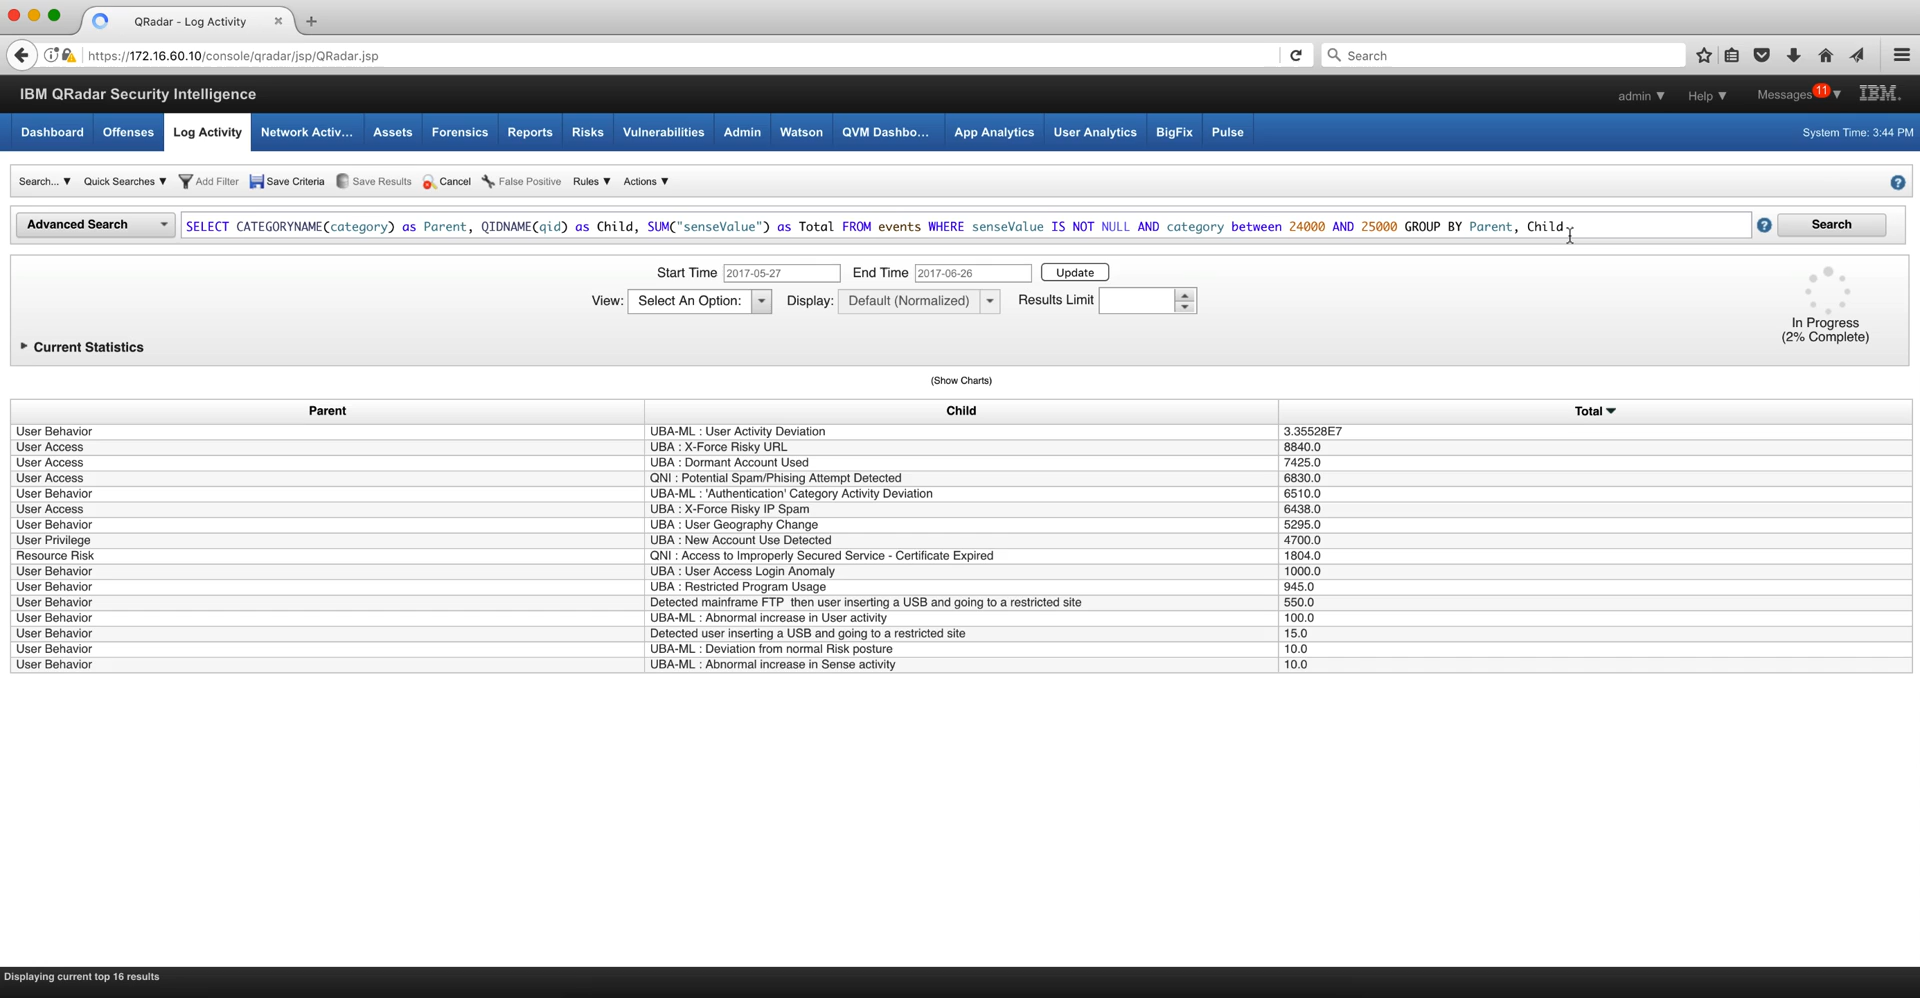 QRadar - Log Activity
https://172.16.60.10/console/qradar/jsp/QRadar.jsp
Search
IBM QRadar Security Intelligence
admin ▼ Help ▼ Messages 11 ▼ IBM.
Dashboard Offenses Log Activity Network Activ... Assets Forensics Reports Risks Vulnerabilities Admin Watson QVM Dashbo... App Analytics User Analytics BigFix Pulse System Time: 3:44 PM
Search... ▼ Quick Searches ▼ Add Filter Save Criteria Save Results Cancel False Positive Rules ▼ Actions ▼ ?
Advanced Search SELECT CATEGORYNAME(category) as Parent, QIDNAME(qid) as Child, SUM("senseValue") as Total FROM events WHERE senseValue IS NOT NULL AND category between 24000 AND 25000 GROUP BY Parent, Child ? Search
Start Time 2017-05-27 End Time 2017-06-26 Update
View: Select An Option: Display: Default (Normalized) Results Limit
In Progress
(2% Complete)
Current Statistics
(Show Charts)
Parent Child Total
User Behavior UBA-ML : User Activity Deviation 3.35528E7
User Access UBA : X-Force Risky URL 8840.0
User Access UBA : Dormant Account Used 7425.0
User Access QNI : Potential Spam/Phising Attempt Detected 6830.0
User Behavior UBA-ML : 'Authentication' Category Activity Deviation 6510.0
User Access UBA : X-Force Risky IP Spam 6438.0
User Behavior UBA : User Geography Change 5295.0
User Privilege UBA : New Account Use Detected 4700.0
Resource Risk QNI : Access to Improperly Secured Service - Certificate Expired 1804.0
User Behavior UBA : User Access Login Anomaly 1000.0
User Behavior UBA : Restricted Program Usage 945.0
User Behavior Detected mainframe FTP then user inserting a USB and going to a restricted site 550.0
User Behavior UBA-ML : Abnormal increase in User activity 100.0
User Behavior Detected user inserting a USB and going to a restricted site 15.0
User Behavior UBA-ML : Deviation from normal Risk posture 10.0
User Behavior UBA-ML : Abnormal increase in Sense activity 10.0
Displaying current top 16 results